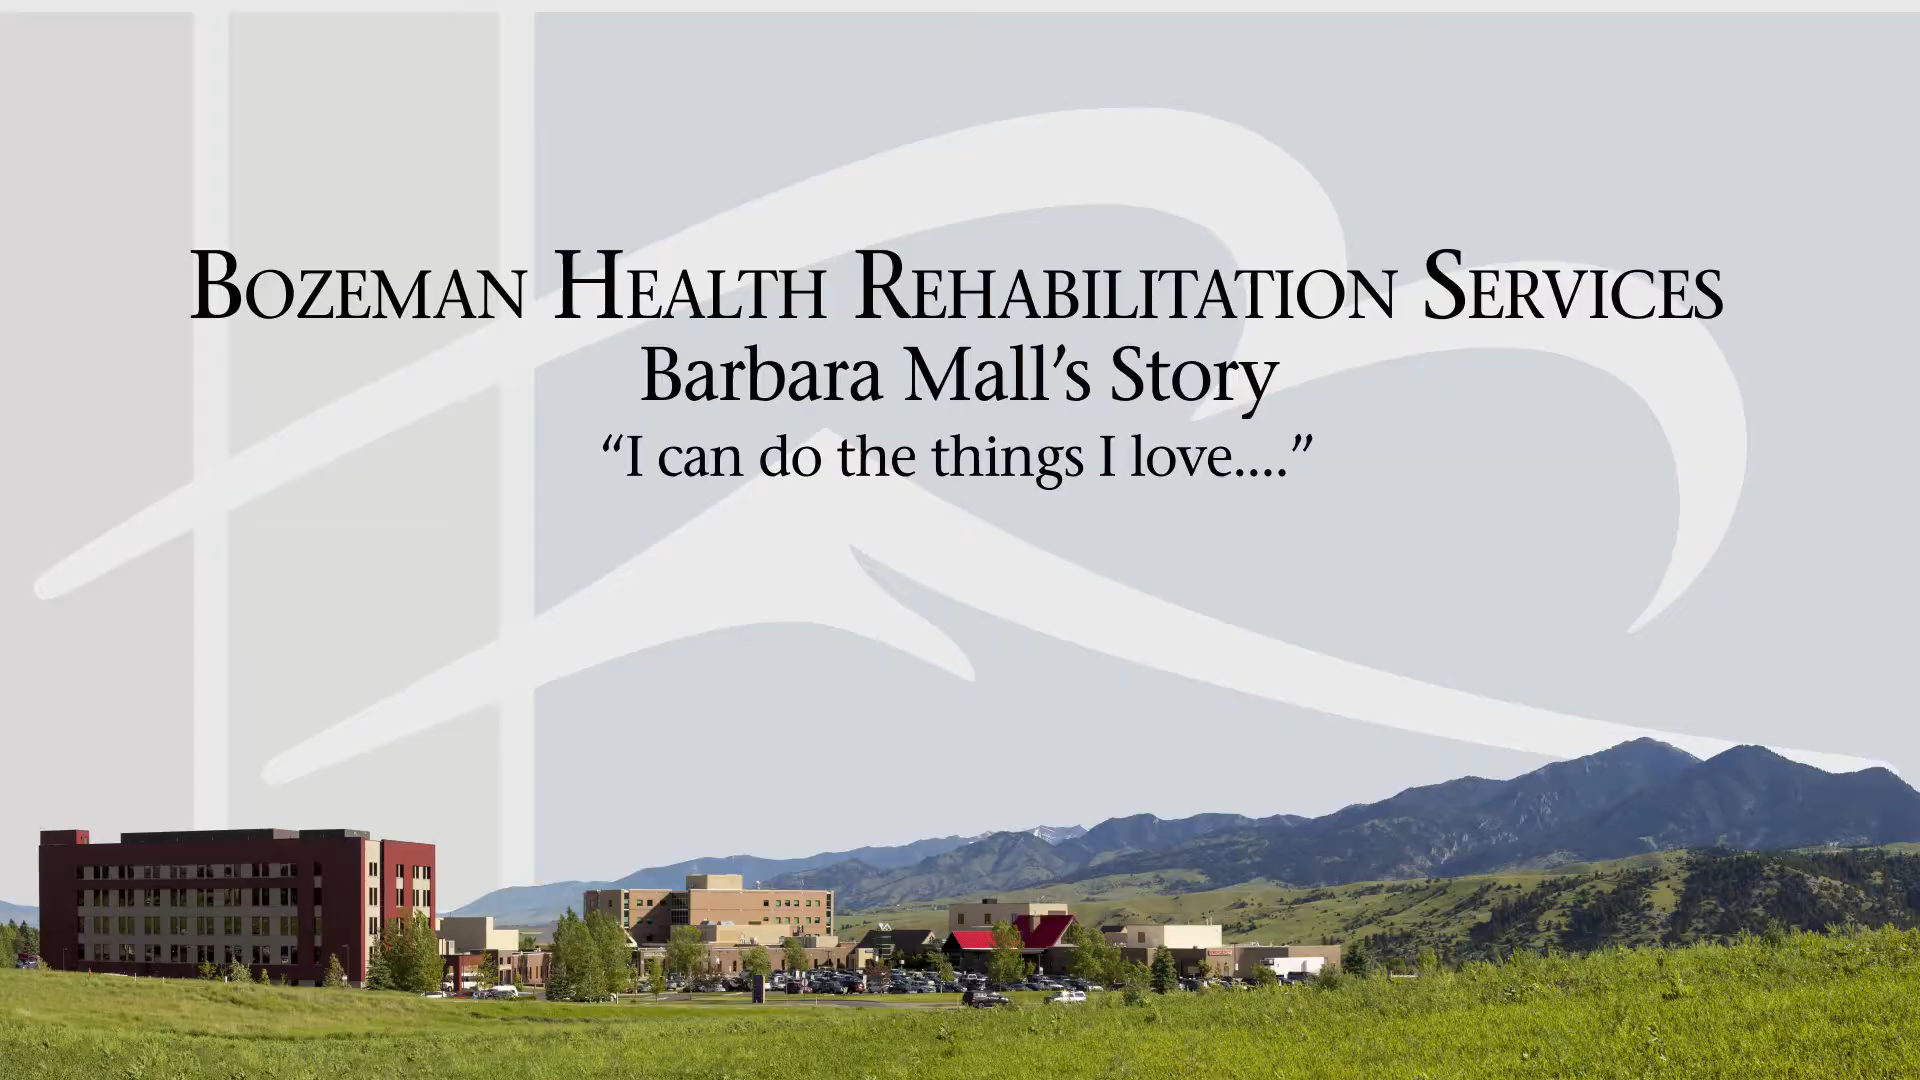 Bozeman Health Rehabilitation Services
Barbara Mall’s Story
“I can do the things I love....”